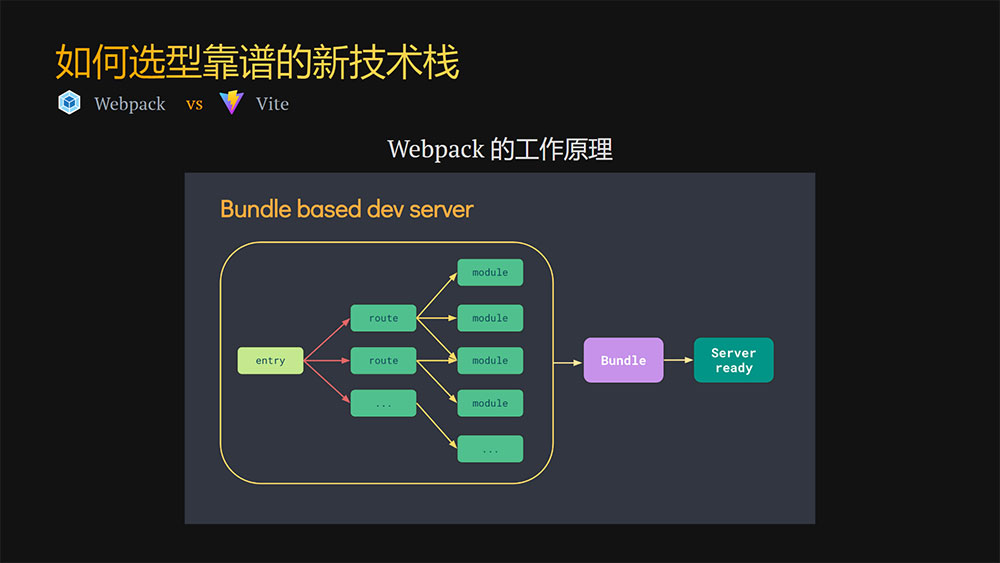 如何选型靠谱的新技术栈
Webpack vs Vite
Webpack 的工作原理
Bundle based dev server
module
route
module
entry
route
module
Bundle
Server
ready
...
module
...